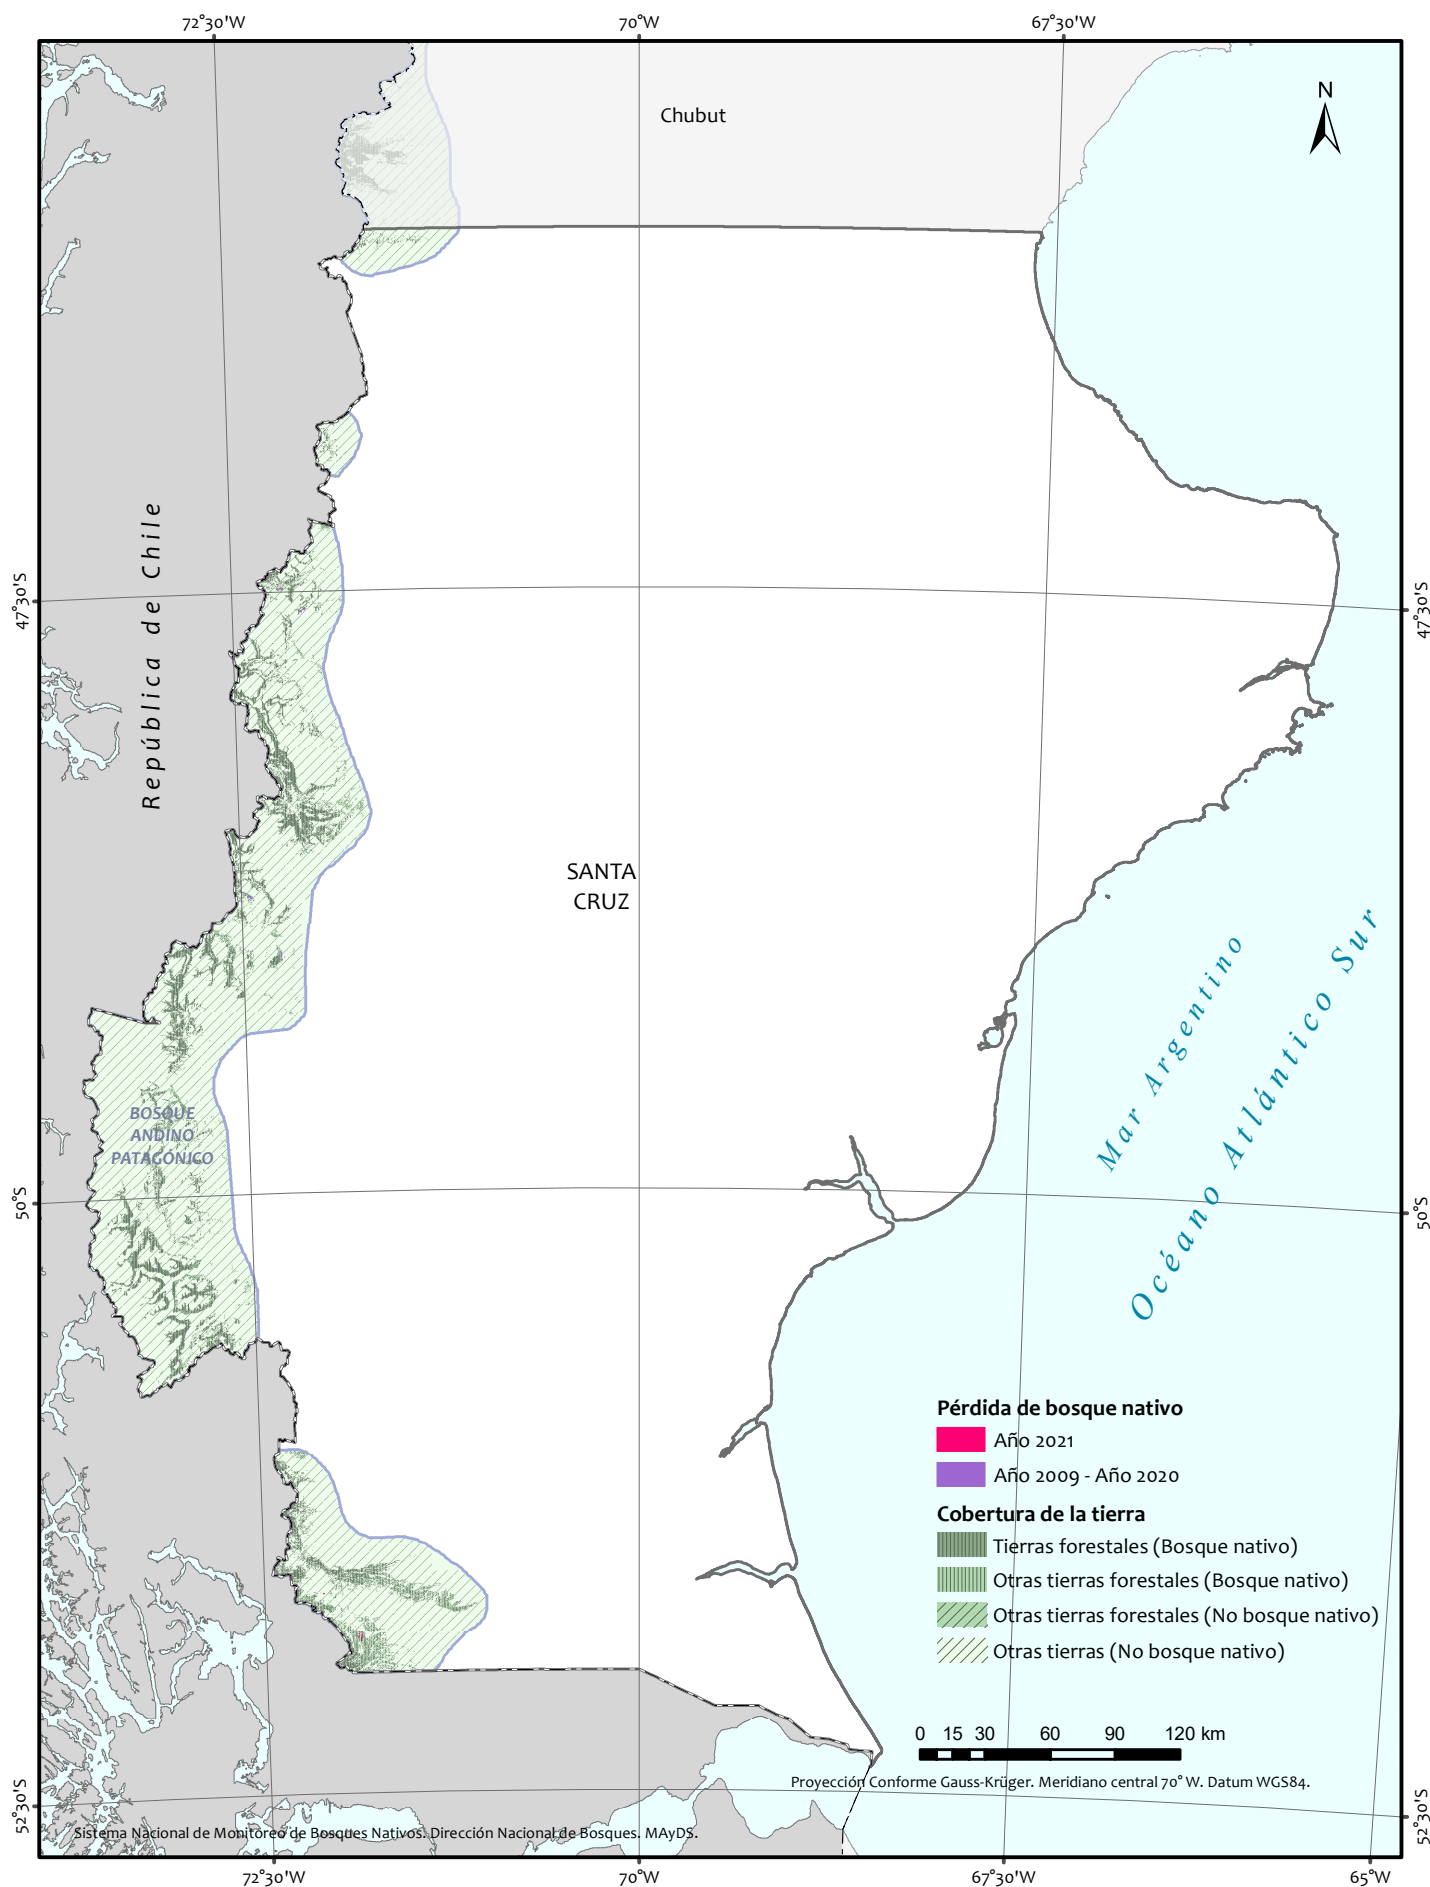 72°30'W
70°W
67°30'W
N
Chubut
República de Chile
47°30'S
47°30'S
SANTA
CRUZ
Mar Argentino
Océano Atlántico Sur
BOSQUE
ANDINO
PATAGÓNICO
50°S
50°S
Pérdida de bosque nativo
Año 2021
Año 2009 - Año 2020
Cobertura de la tierra
Tierras forestales (Bosque nativo)
Otras tierras forestales (Bosque nativo)
Otras tierras forestales (No bosque nativo)
Otras tierras (No bosque nativo)
0 15 30 60 90 120 km
Proyección Conforme Gauss-Krüger. Meridiano central 70° W. Datum WGS84.
52°30'S
52°30'S
Sistema Nacional de Monitoreo de Bosques Nativos. Dirección Nacional de Bosques. MAyDS.
72°30'W
70°W
67°30'W
65°W